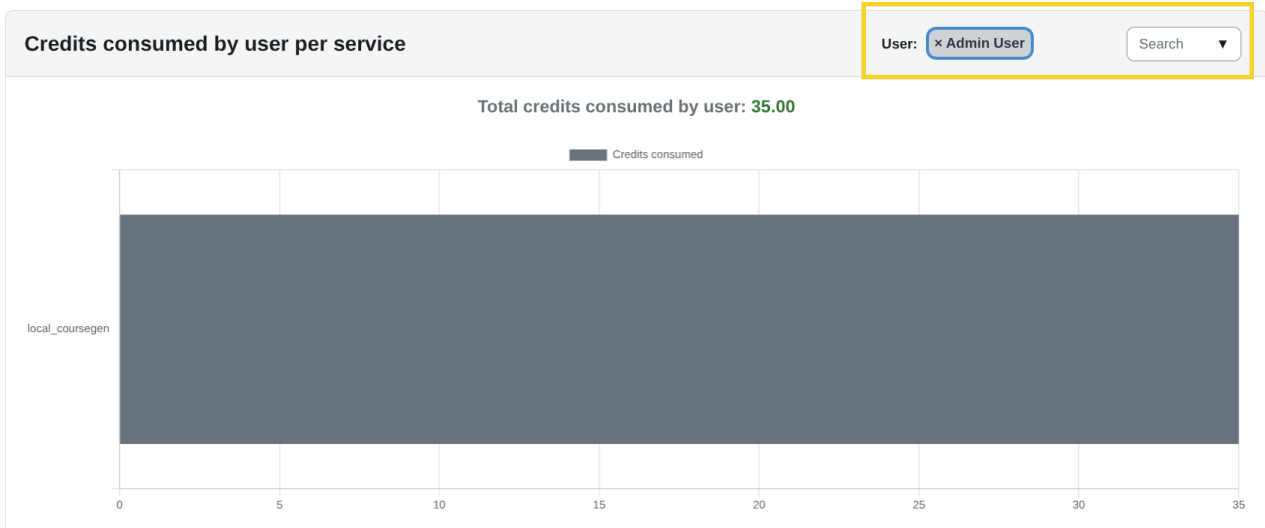 Credits consumed by user per service
User: × Admin User
Search ▼
Total credits consumed by user: 35.00
Credits consumed
local_coursegen
0 5 10 15 20 25 30 35